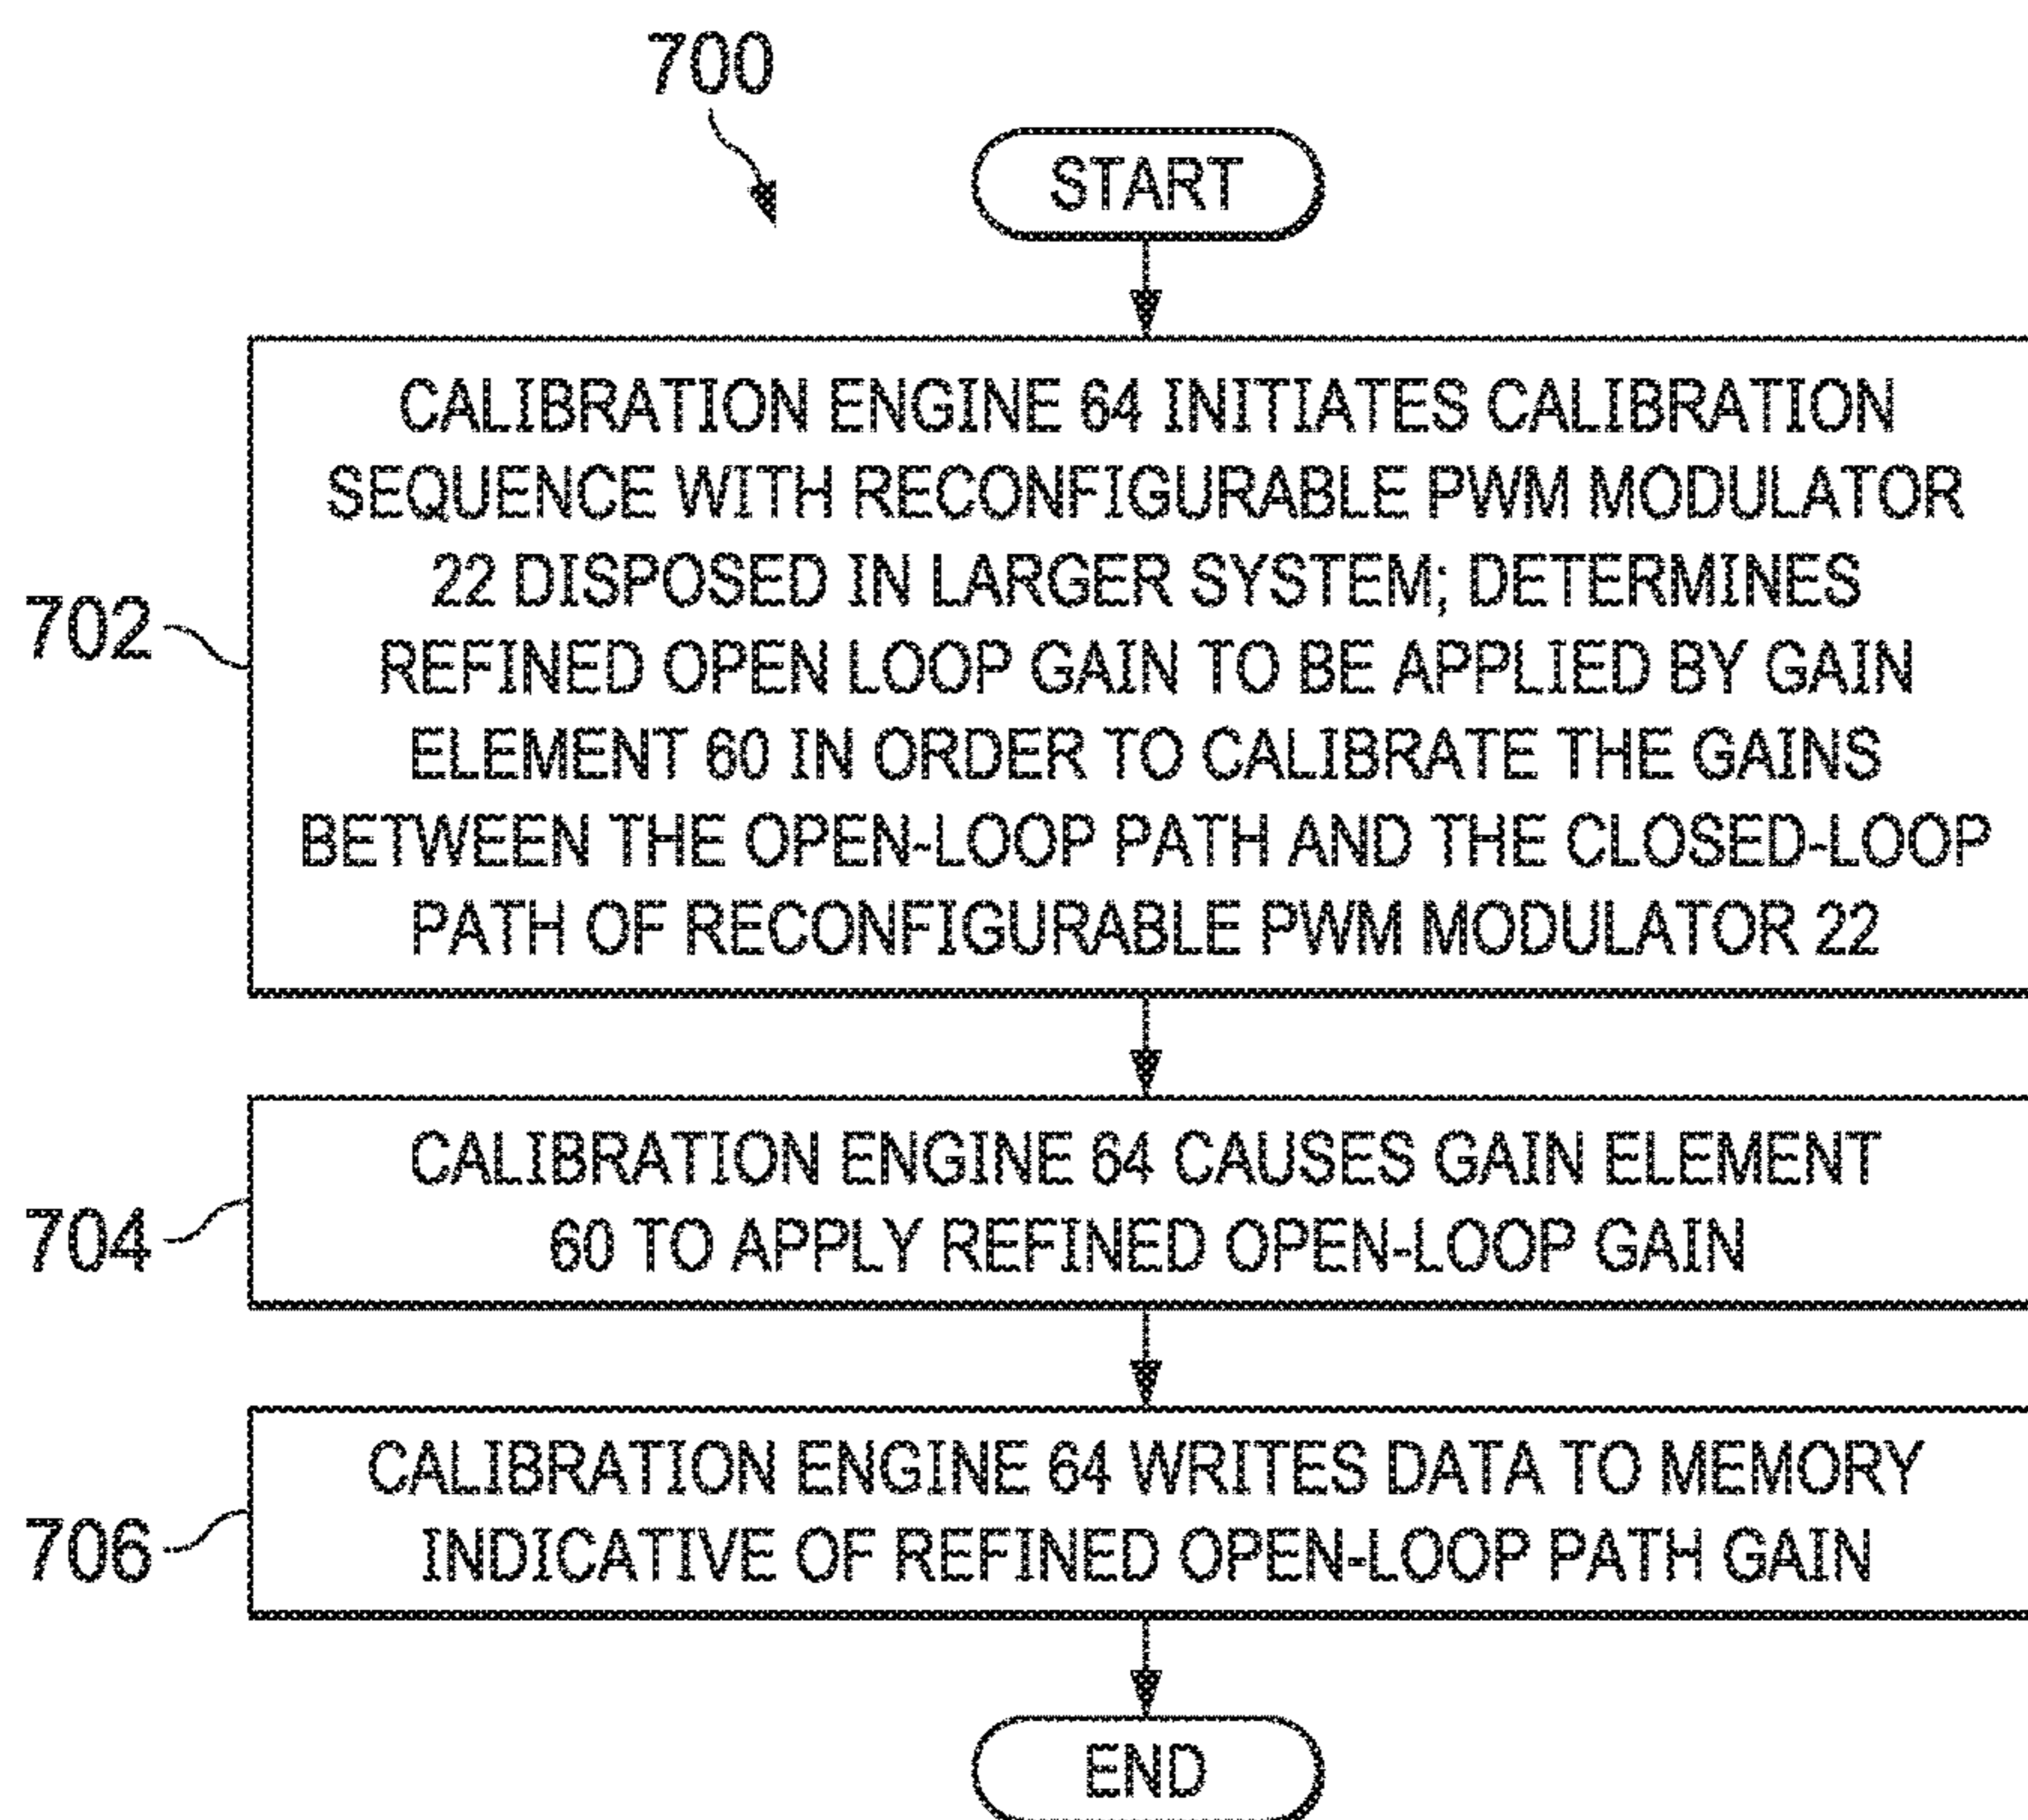 700
START
702
CALIBRATION ENGINE 64 INITIATES CALIBRATION
SEQUENCE WITH RECONFIGURABLE PWM MODULATOR
22 DISPOSED IN LARGER SYSTEM; DETERMINES
REFINED OPEN LOOP GAIN TO BE APPLIED BY GAIN
ELEMENT 60 IN ORDER TO CALIBRATE THE GAINS
BETWEEN THE OPEN-LOOP PATH AND THE CLOSED-LOOP
PATH OF RECONFIGURABLE PWM MODULATOR 22
704
CALIBRATION ENGINE 64 CAUSES GAIN ELEMENT
60 TO APPLY REFINED OPEN-LOOP GAIN
706
CALIBRATION ENGINE 64 WRITES DATA TO MEMORY
INDICATIVE OF REFINED OPEN-LOOP PATH GAIN
END